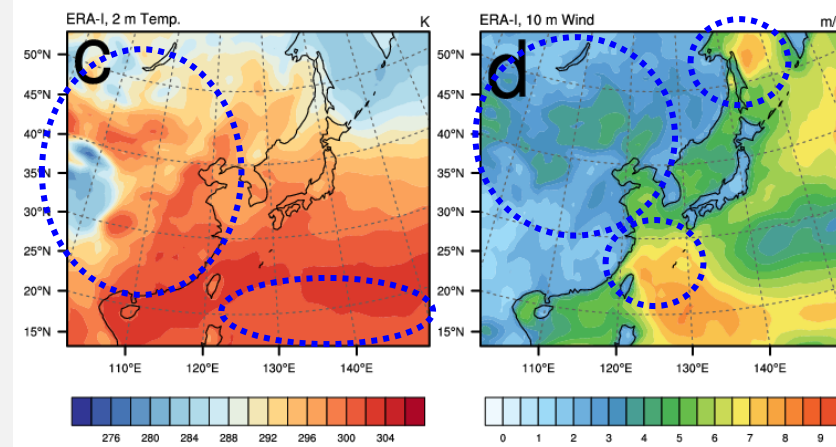 ERA-I, 2 m Temp.
K
c
50°N
45°N
40°N
35°N
30°N
25°N
20°N
15°N
110°E 120°E 130°E 140°E
276 280 284 288 292 296 300 304
ERA-I, 10 m Wind
m/
d
50°N
45°N
40°N
35°N
30°N
25°N
20°N
15°N
110°E 120°E 130°E 140°E
0 1 2 3 4 5 6 7 8 9